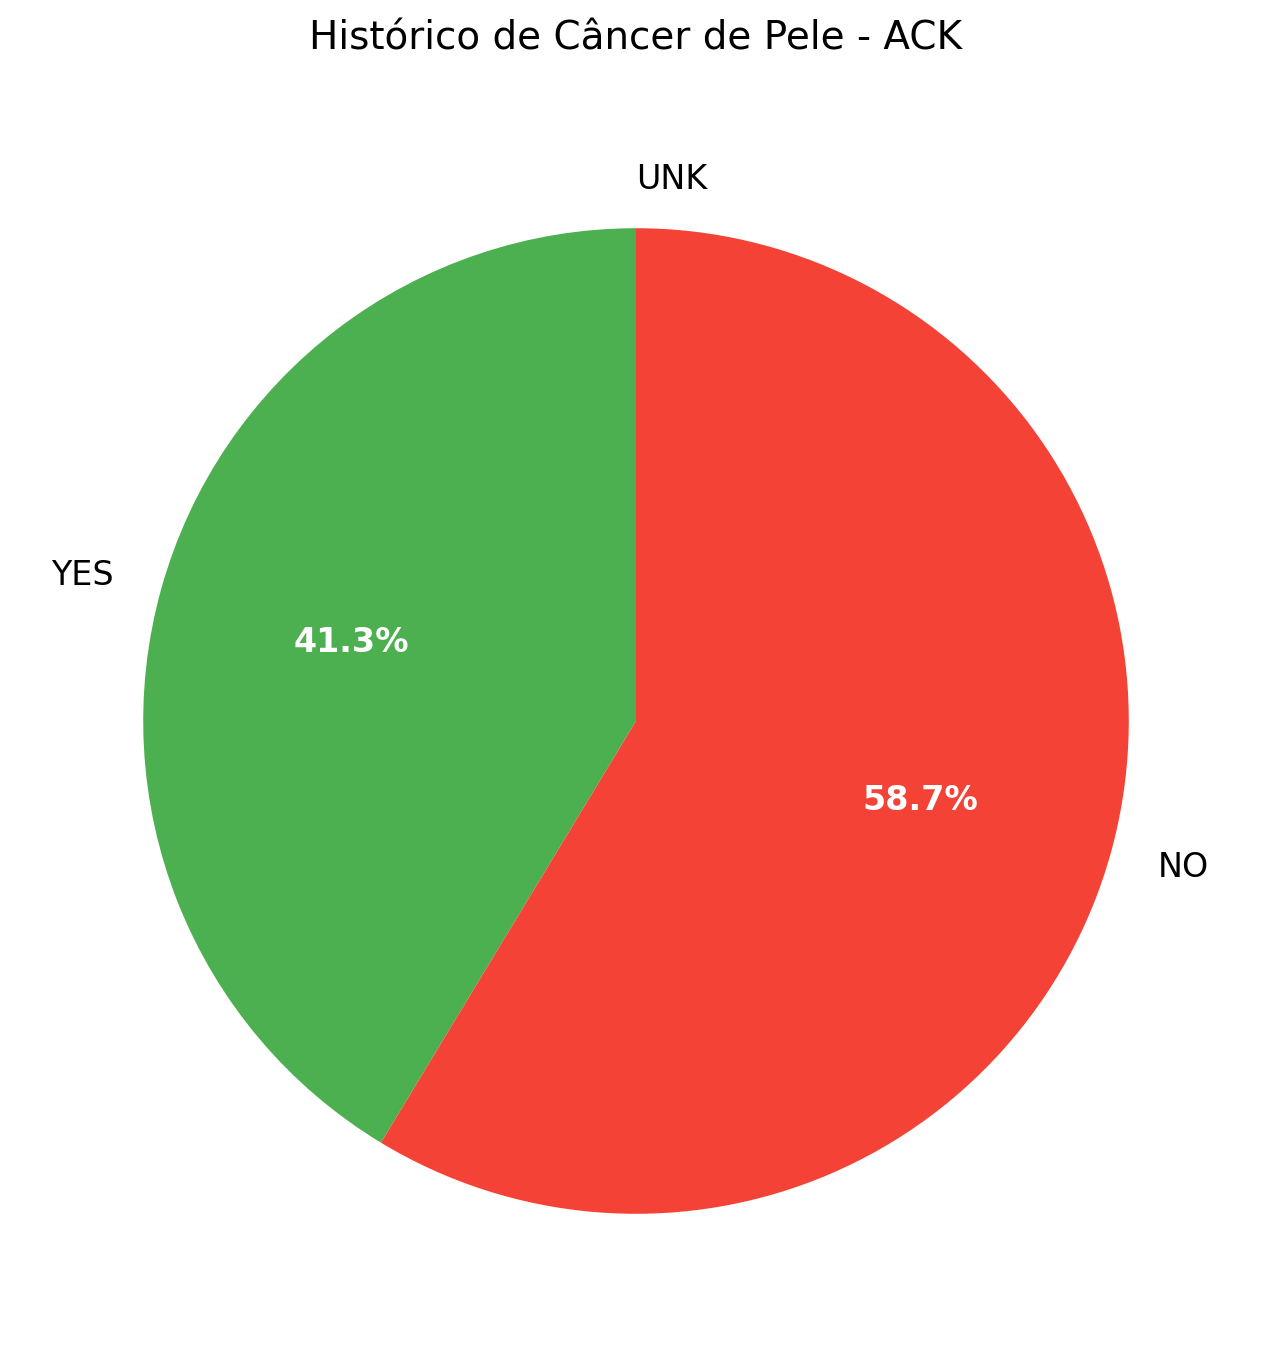 Histórico de Câncer de Pele - ACK
UNK
YES
41.3%
58.7%
NO